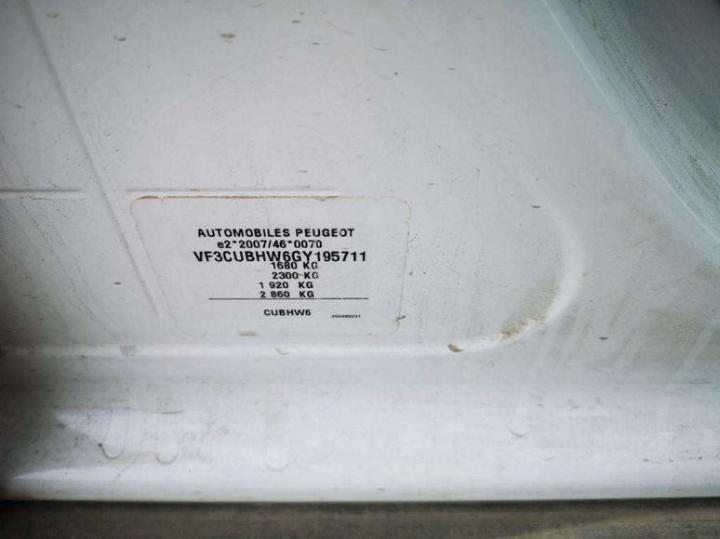 AUTOMOBILES PEUGEOT
e2*2007/46*0070
VF3CUBHW6GY195711
1680 KG
2300 KG
1 920 KG
2 860 KG
CUBHW6